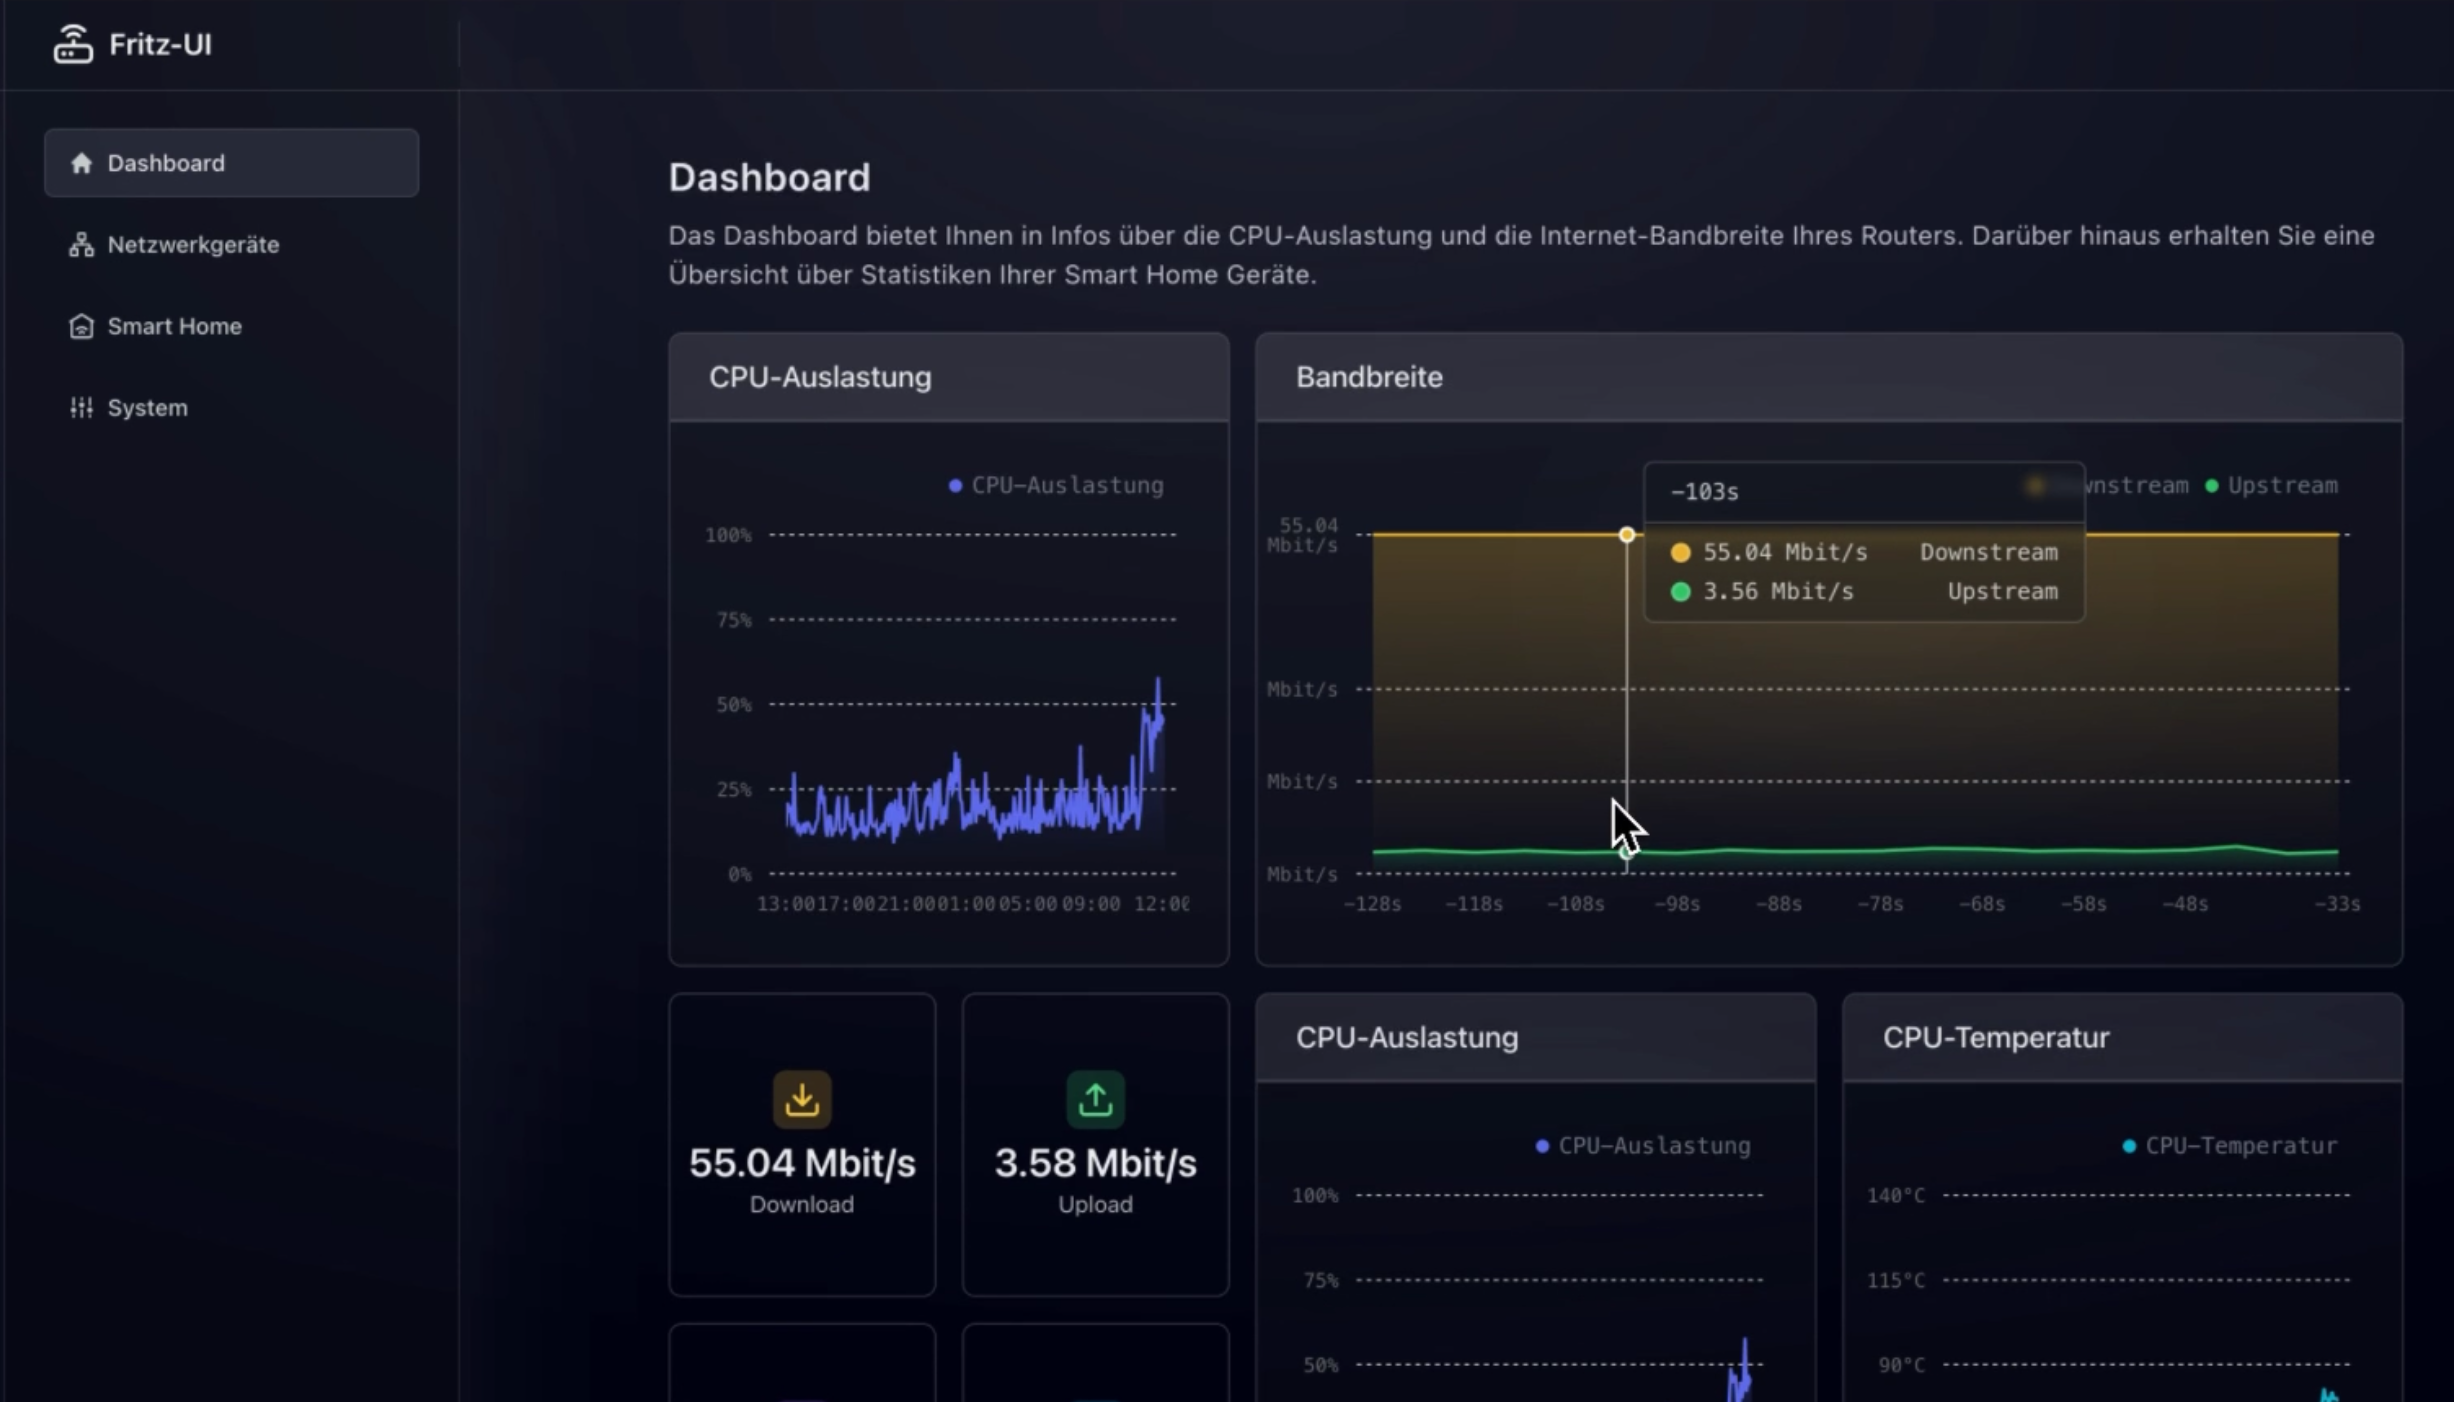 Fritz-UI
Dashboard
Netzwerkgeräte
Smart Home
System
Dashboard
Das Dashboard bietet Ihnen in Infos über die CPU-Auslastung und die Internet-Bandbreite Ihres Routers. Darüber hinaus erhalten Sie eine
Übersicht über Statistiken Ihrer Smart Home Geräte.
CPU-Auslastung
CPU-Auslastung
100%
75%
50%
25%
0%
13:00 17:00 21:00 01:00 05:00 09:00 12:00
Bandbreite
wnstream Upstream
-103s
55.04 Mbit/s Downstream
3.56 Mbit/s Upstream
55.04
Mbit/s
Mbit/s
Mbit/s
Mbit/s
-128s -118s -108s -98s -88s -78s -68s -58s -48s -33s
55.04 Mbit/s
Download
3.58 Mbit/s
Upload
CPU-Auslastung
CPU-Auslastung
100%
75%
50%
CPU-Temperatur
CPU-Temperatur
140°C
115°C
90°C